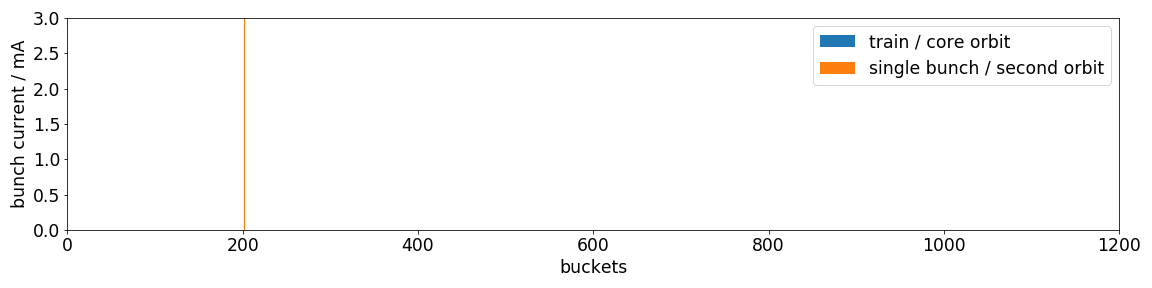 3.0
2.5
2.0
1.5
1.0
0.5
0.0
bunch current / mA
train / core orbit
single bunch / second orbit
0 200 400 600 800 1000 1200
buckets